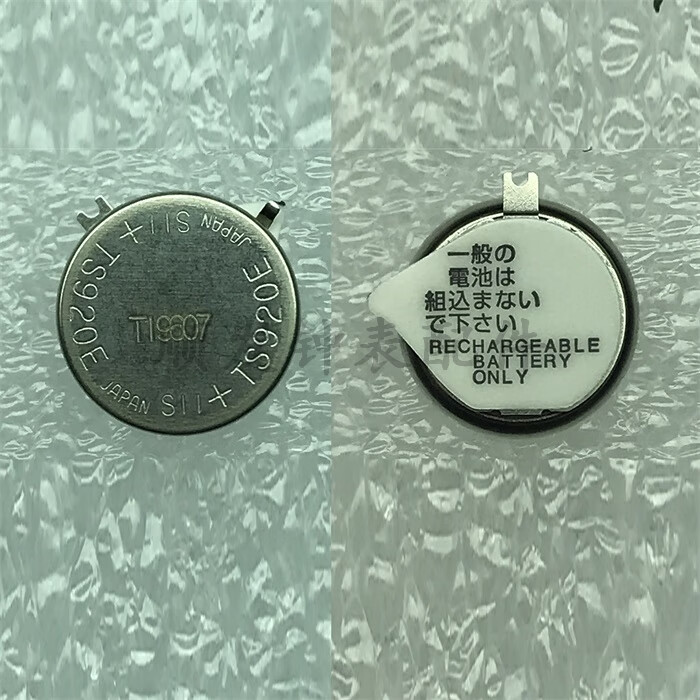 SII+ TS920E
JAPAN
TI9607
TS920E
JAPAN SII+
一般の
電池は
組込まない
で下さい
RECHARGEABLE
BATTERY
ONLY